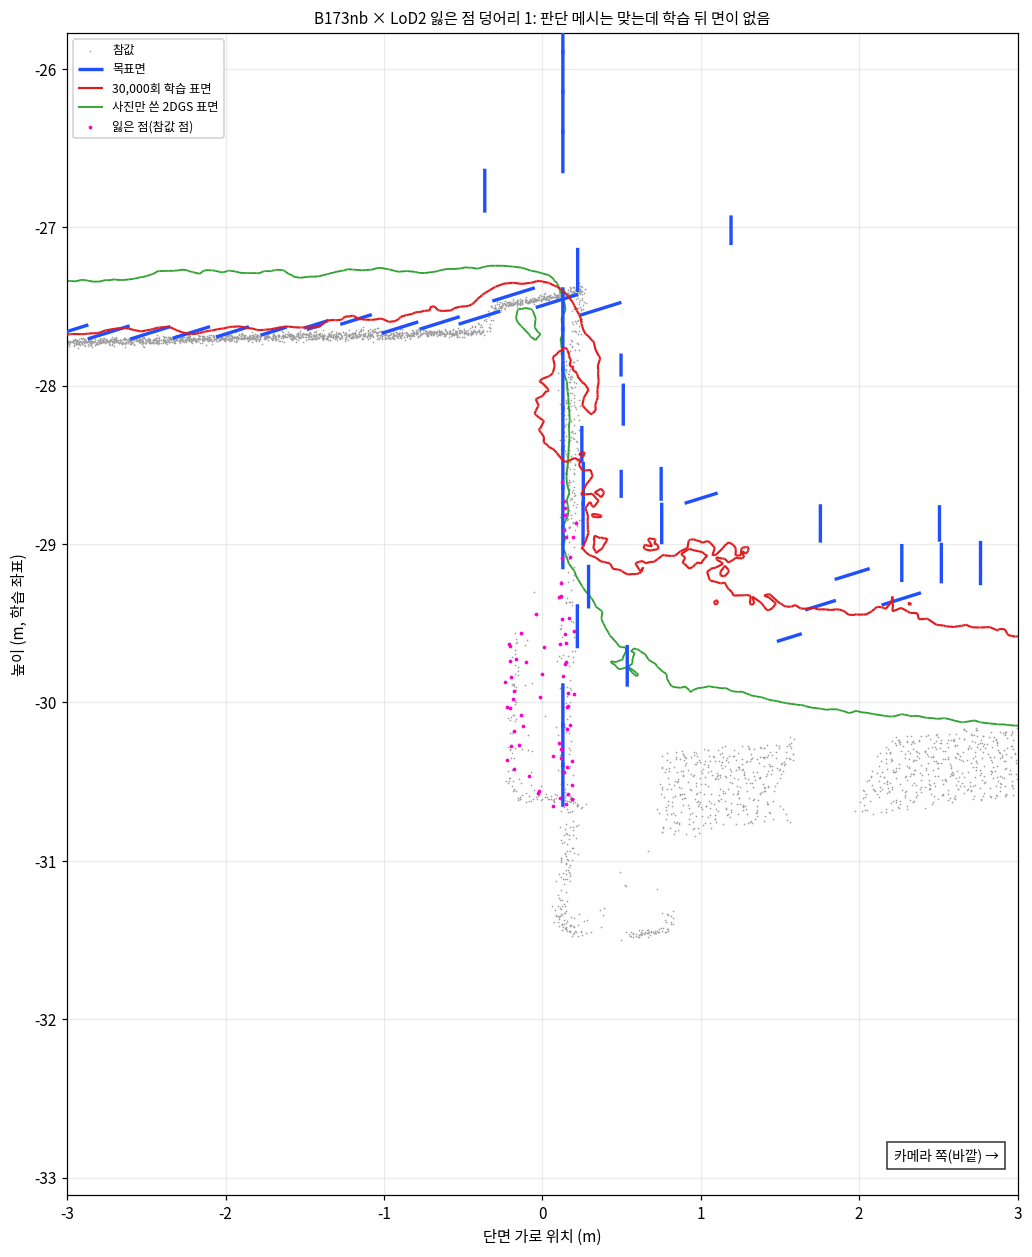 B173nb × LoD2 잃은 점 덩어리 1: 판단 메시는 맞는데 학습 뒤 면이 없음
참값
목표면
30,000회 학습 표면
사진만 쓴 2DGS 표면
잃은 점(참값 점)
높이 (m, 학습 좌표)
-26
-27
-28
-29
-30
-31
-32
-33
카메라 쪽(바깥) →
-3
-2
-1
0
1
2
3
단면 가로 위치 (m)